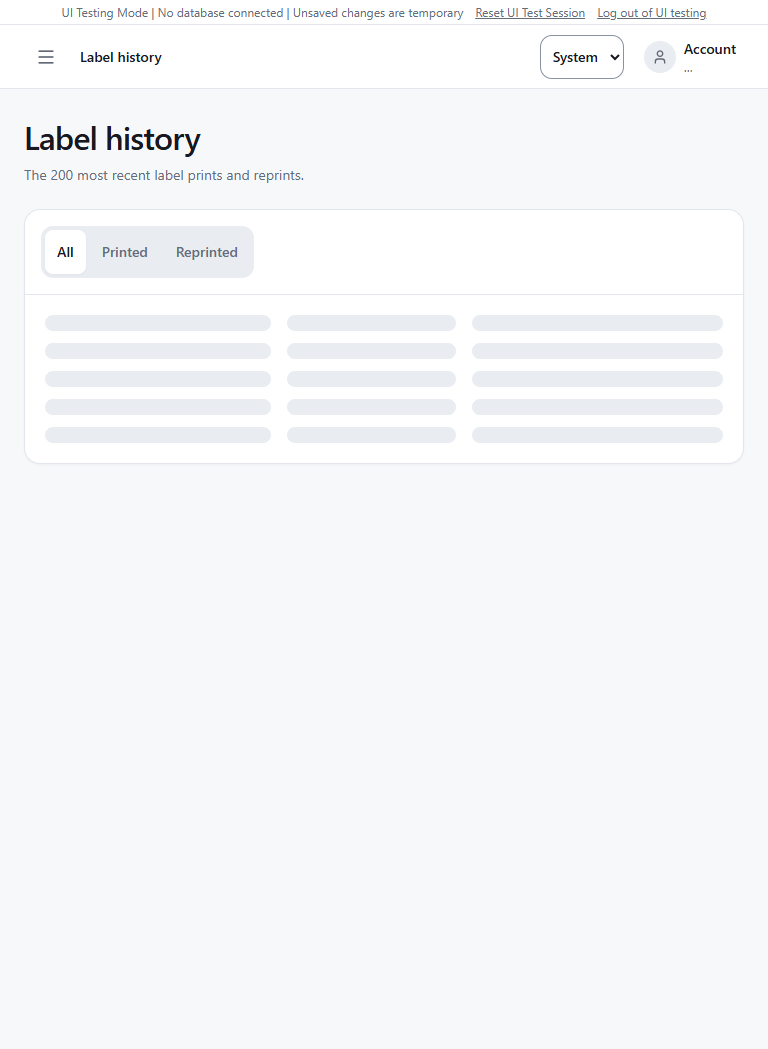 UI Testing Mode | No database connected | Unsaved changes are temporary Reset UI Test Session Log out of UI testing
Label history
System
Account
...
Label history
The 200 most recent label prints and reprints.
All Printed Reprinted